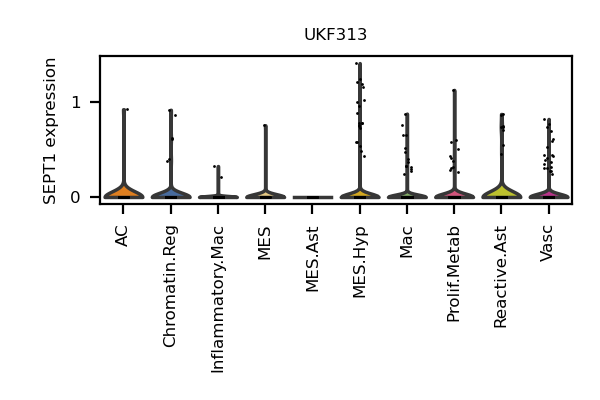 UKF313
SEPT1 expression
1
0
AC
Chromatin.Reg
Inflammatory.Mac
MES
MES.Ast
MES.Hyp
Mac
Prolif.Metab
Reactive.Ast
Vasc